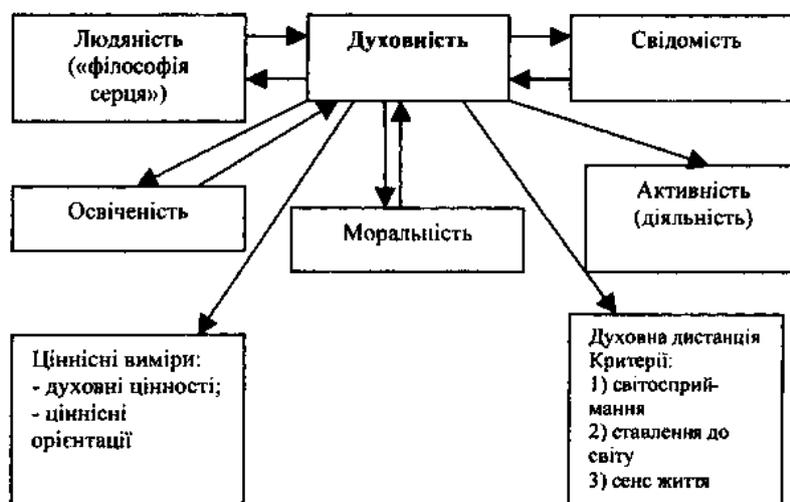 Людяність
(«філософія
серця»)
Духовність
Свідомість
Освіченість
Моральність
Активність
(діяльність)
Ціннісні виміри:
- духовні цінності;
- ціннісні
орієнтації
Духовна дистанція
Критерії:
1) світосприй-
мання
2) ставлення до
світу
3) сенс життя